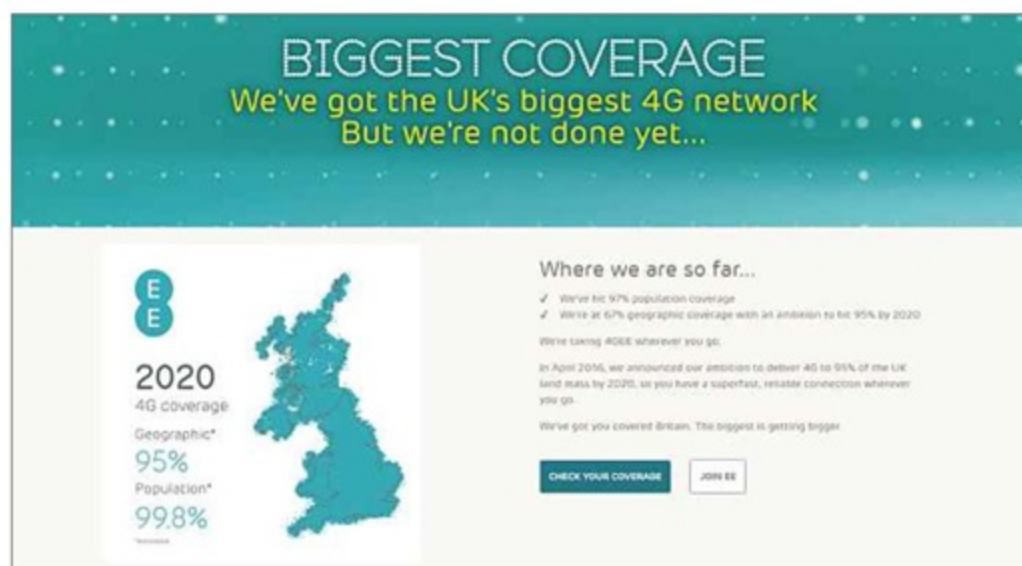 BIGGEST COVERAGE
We've got the UK's biggest 4G network
But we're not done yet...
E
E
2020
4G coverage
Geographic*
95%
Population*
99.8%
Where we are so far...
✓ We've hit 97% population coverage
✓ We're at 67% geographic coverage with an ambition to hit 95% by 2020
We're taking 4GEE wherever you go.
In April 2016, we announced our ambition to deliver 4G to 95% of the UK
land mass by 2020, so you have a superfast, reliable connection wherever
you go.
We've got you covered Britain. The biggest is getting bigger.
CHECK YOUR COVERAGE
JOIN EE